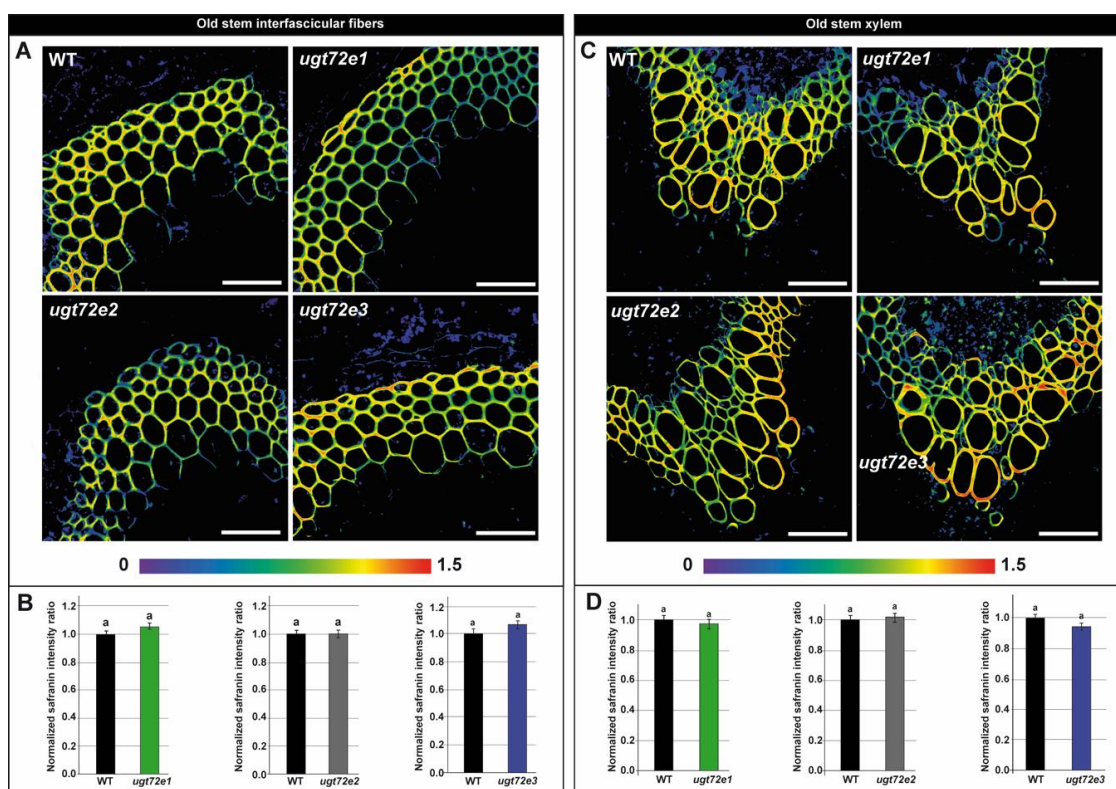 Old stem interfascicular fibers
Old stem xylem
A
WT
ugt72e1
ugt72e2
ugt72e3
0
1.5
C
WT
ugt72e1
ugt72e2
ugt72e3
0
1.5
B
Normalized safranin intensity ratio
1.2
1.0
0.8
0.6
0.4
0.2
0.0
a
a
WT
ugt72e1
Normalized safranin intensity ratio
1.2
1.0
0.8
0.6
0.4
0.2
0.0
a
a
WT
ugt72e2
Normalized safranin intensity ratio
1.2
1.0
0.8
0.6
0.4
0.2
0.0
a
a
WT
ugt72e3
D
Normalized safranin intensity ratio
1.0
0.8
0.6
0.4
0.2
0.0
a
a
WT
ugt72e1
Normalized safranin intensity ratio
1.0
0.8
0.6
0.4
0.2
0.0
a
a
WT
ugt72e2
Normalized safranin intensity ratio
1.0
0.8
0.6
0.4
0.2
0.0
a
a
WT
ugt72e3